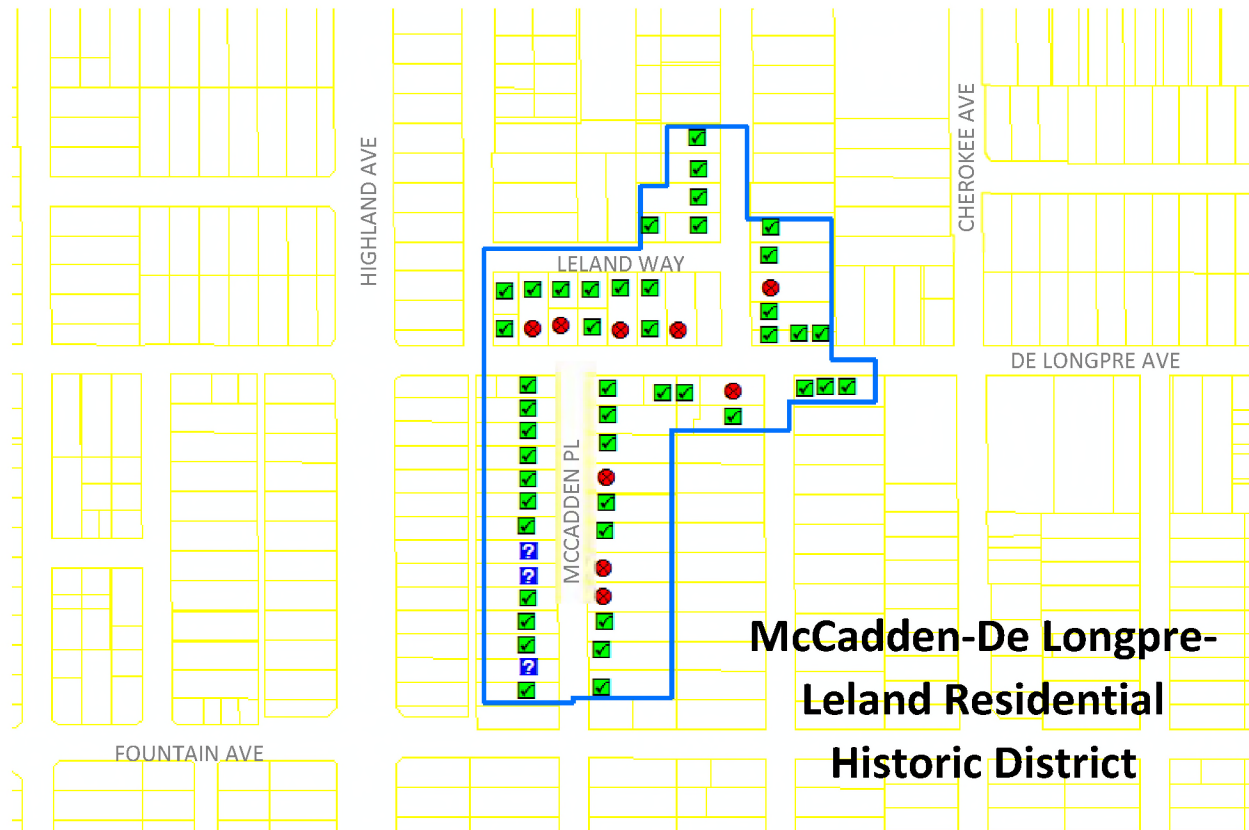 HIGHLAND AVE
CHEROKEE AVE
LELAND WAY
DE LONGPRE AVE
MCCADDEN PL
?
?
?
McCadden-De Longpre-
Leland Residential
Historic District
FOUNTAIN AVE